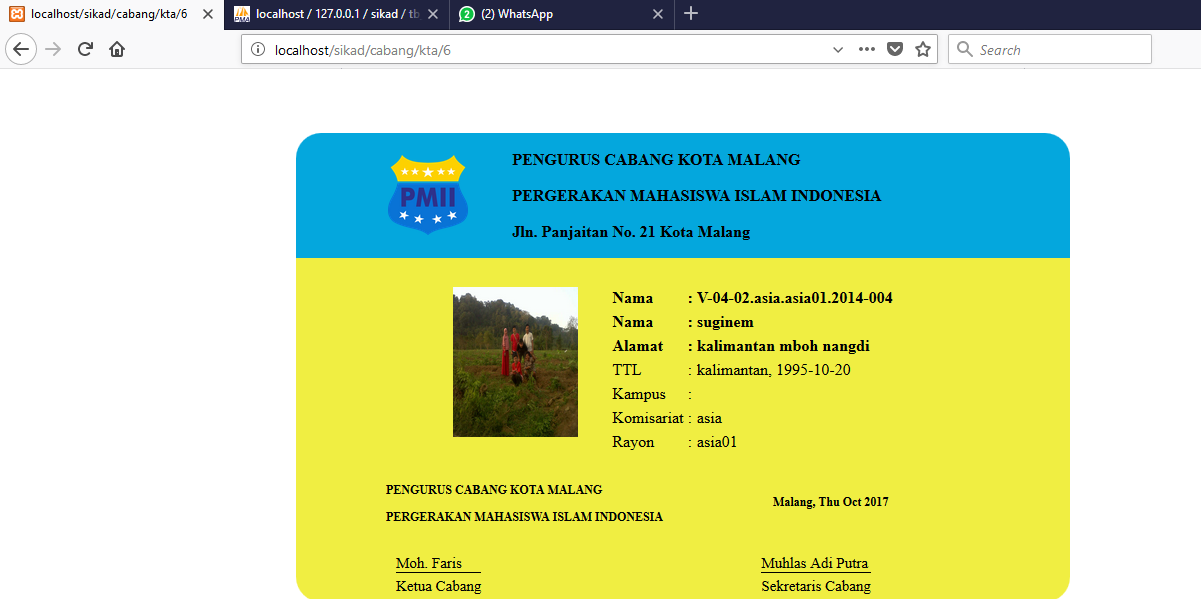 localhost/sikad/cabang/kta/6
localhost / 127.0.0.1 / sikad / tb
2 (2) WhatsApp
localhost/sikad/cabang/kta/6
Search
PMII
PENGURUS CABANG KOTA MALANG
PERGERAKAN MAHASISWA ISLAM INDONESIA
Jln. Panjaitan No. 21 Kota Malang
Nama : V-04-02.asia.asia01.2014-004
Nama : suginem
Alamat : kalimantan mboh nangdi
TTL : kalimantan, 1995-10-20
Kampus :
Komisariat : asia
Rayon : asia01
PENGURUS CABANG KOTA MALANG
PERGERAKAN MAHASISWA ISLAM INDONESIA
Malang, Thu Oct 2017
Moh. Faris
Ketua Cabang
Muhlas Adi Putra
Sekretaris Cabang